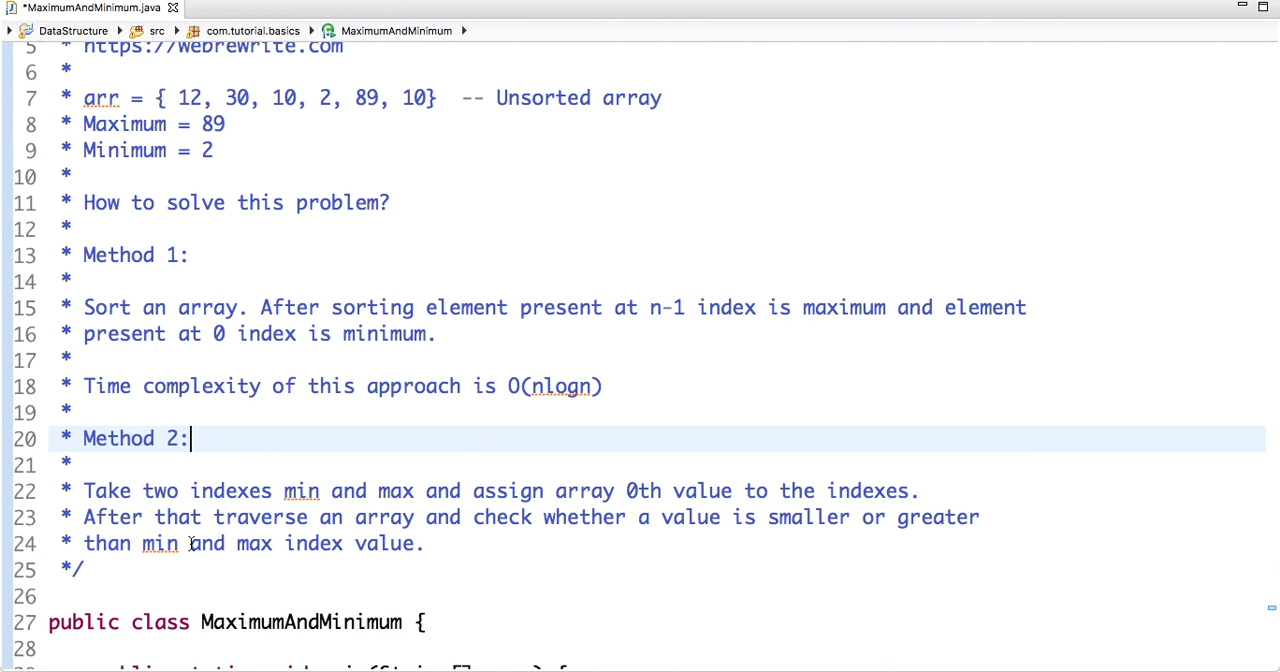 *MaximumAndMinimum.java
DataStructure src com.tutorial.basics MaximumAndMinimum
5 * https://webrewrite.com
6 *
7 * arr = { 12, 30, 10, 2, 89, 10} -- Unsorted array
8 * Maximum = 89
9 * Minimum = 2
10 *
11 * How to solve this problem?
12 *
13 * Method 1:
14 *
15 * Sort an array. After sorting element present at n-1 index is maximum and element
16 * present at 0 index is minimum.
17 *
18 * Time complexity of this approach is O(nlogn)
19 *
20 * Method 2:
21 *
22 * Take two indexes min and max and assign array 0th value to the indexes.
23 * After that traverse an array and check whether a value is smaller or greater
24 * than min and max index value.
25 */
26
27 public class MaximumAndMinimum {
28